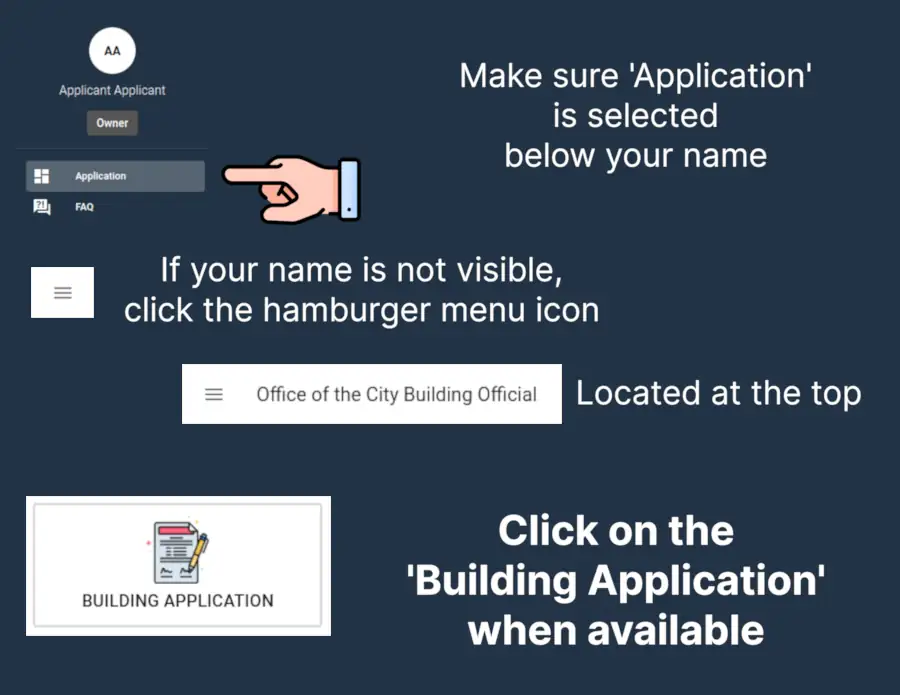 AA
Applicant Applicant
Owner
Application
FAQ
Make sure 'Application'
is selected
below your name
If your name is not visible,
click the hamburger menu icon
Office of the City Building Official
Located at the top
BUILDING APPLICATION
Click on the
'Building Application'
when available